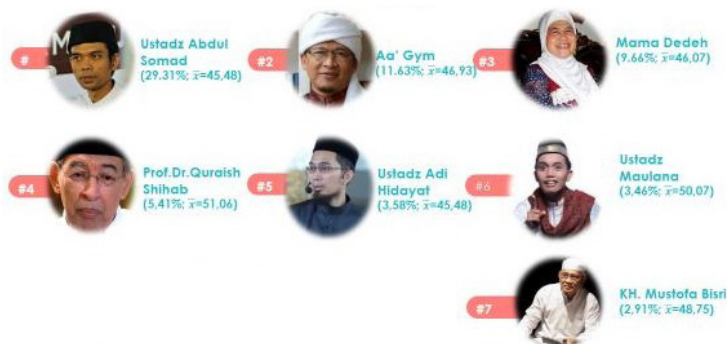 #
Ustadz Abdul
Somad
(29.31%; x̅=45,48)
#2
Aa' Gym
(11.63%; x̅=46,93)
#3
Mama Dedeh
(9.66%; x̅=46,07)
#4
Prof.Dr.Quraish
Shihab
(5,41%; x̅=51,06)
#5
Ustadz Adi
Hidayat
(3,58%; x̅=45,48)
#6
Ustadz
Maulana
(3,46%; x̅=50,07)
#7
KH. Mustofa Bisri
(2,91%; x̅=48,75)